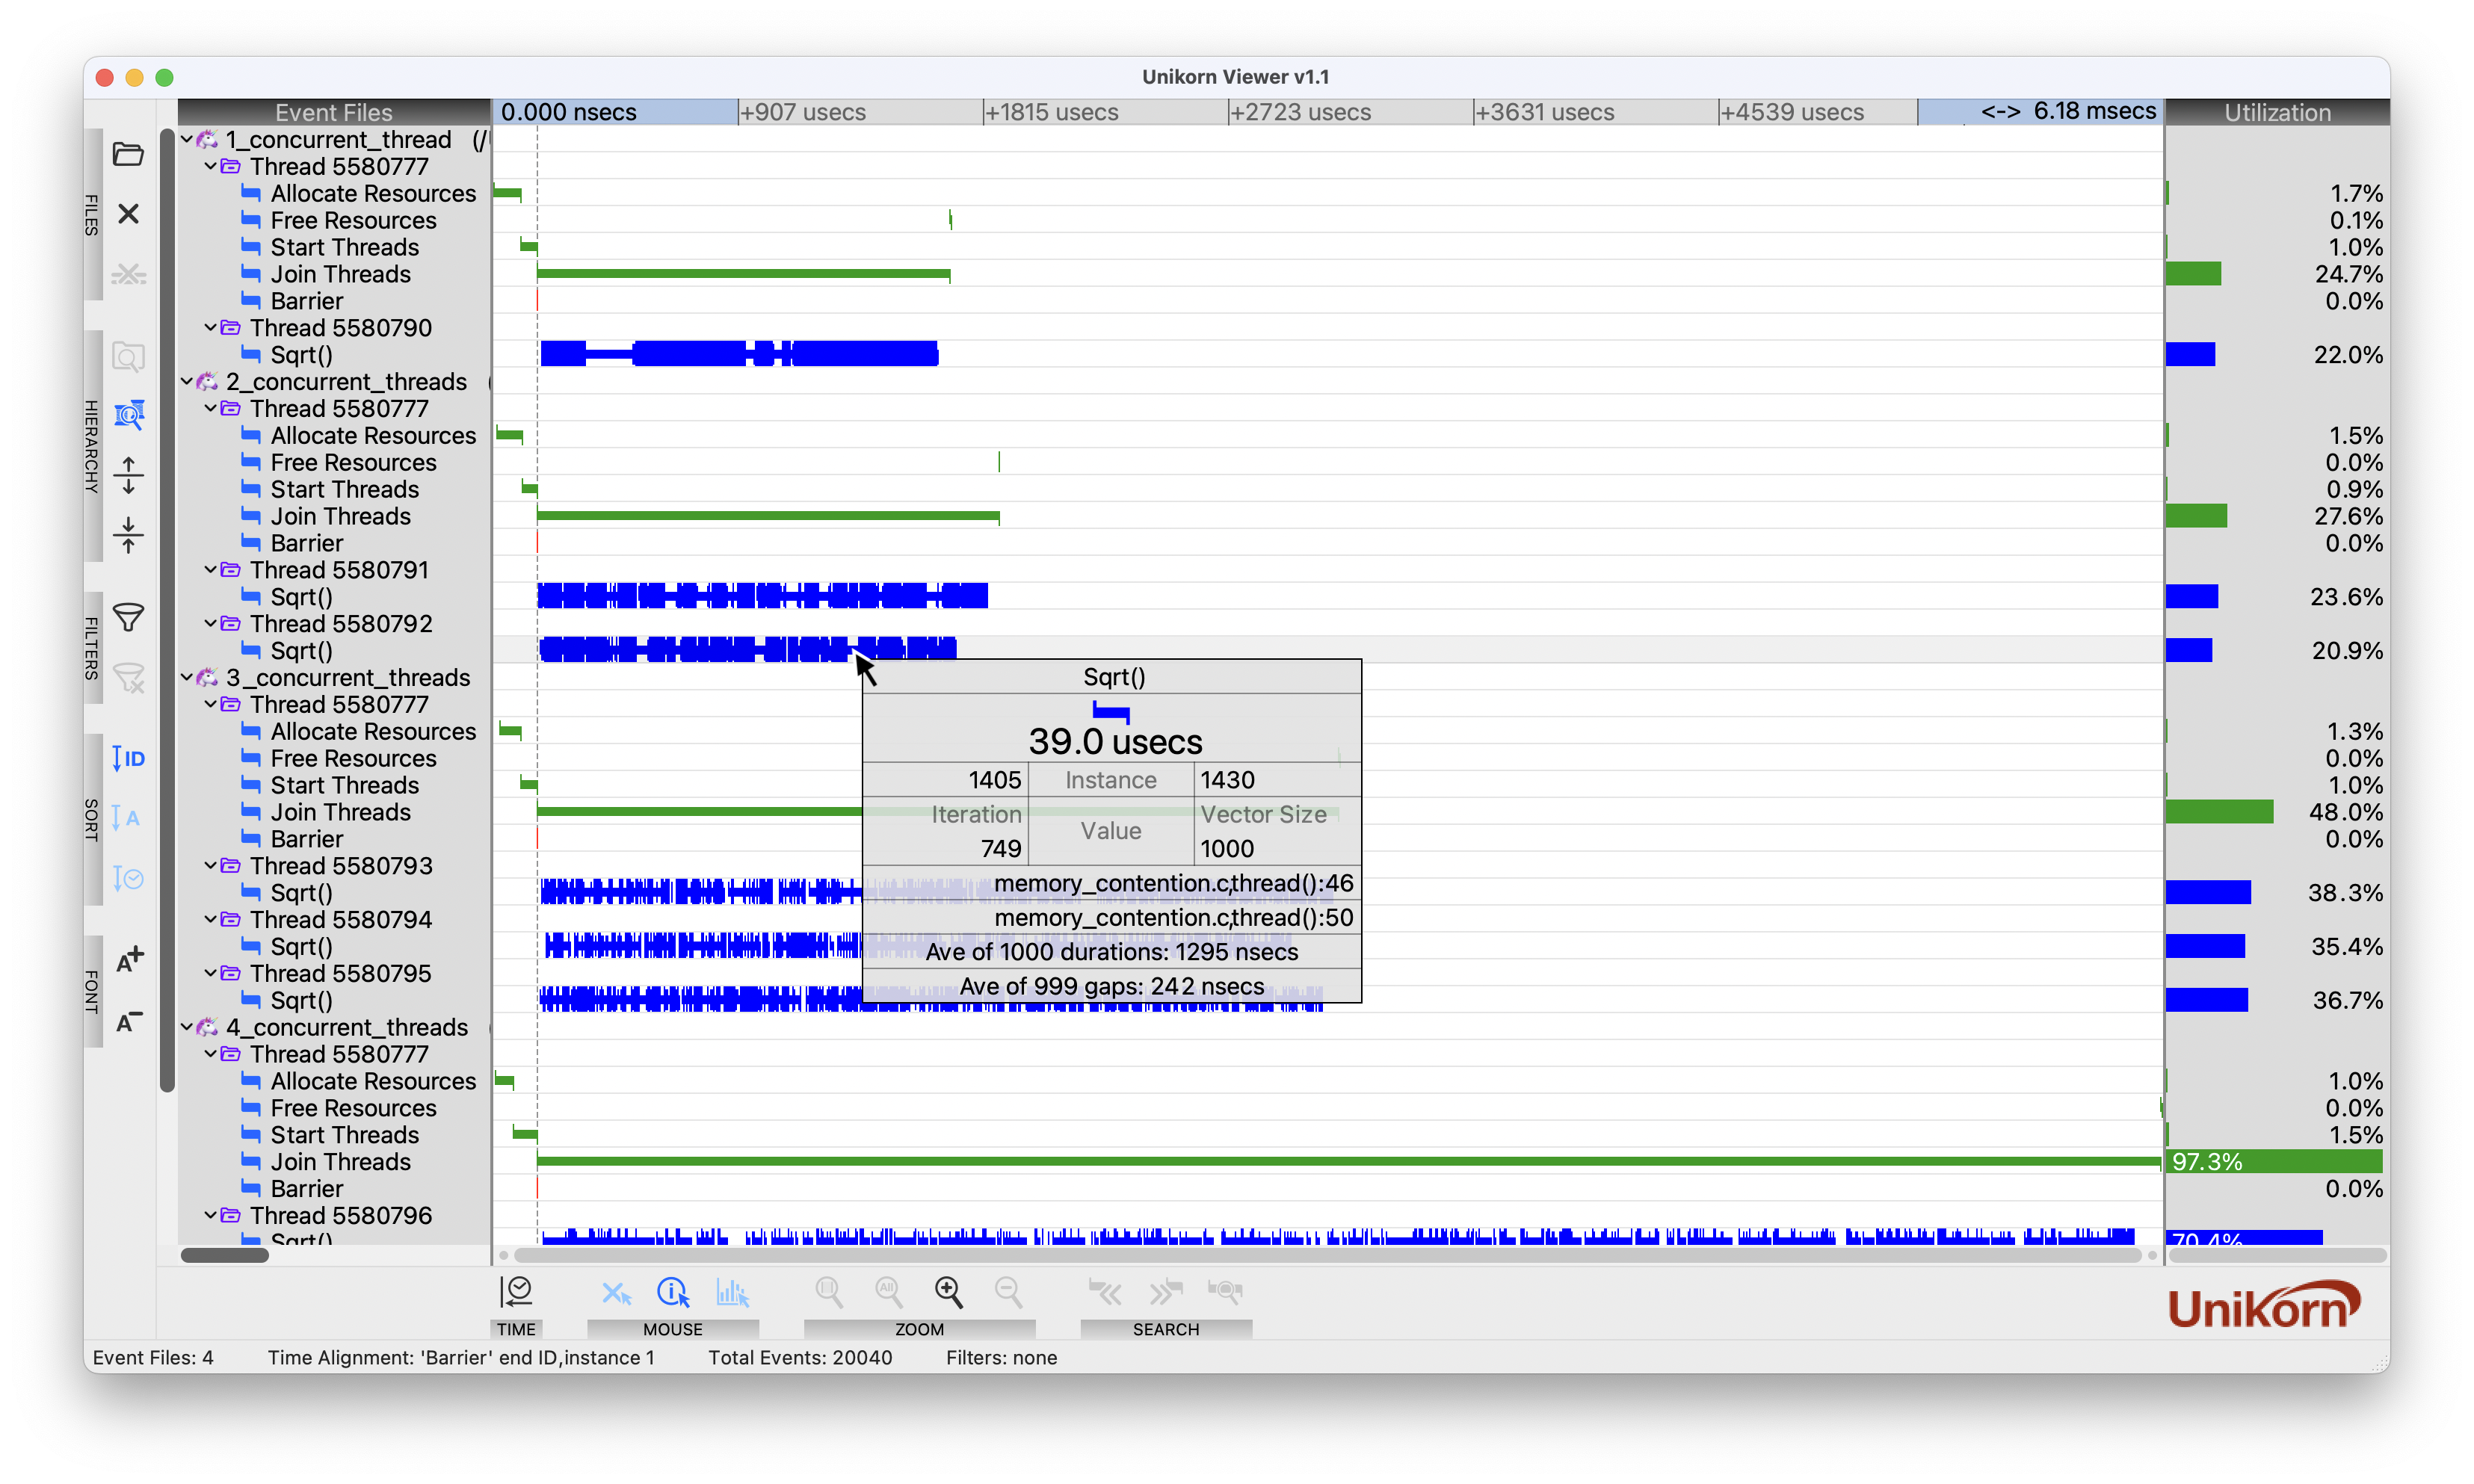 Unikorn Viewer v1.1
Event Files 0.000 nsecs +907 usecs +1815 usecs +2723 usecs +3631 usecs +4539 usecs <-> 6.18 msecs Utilization
1_concurrent_thread (/
Thread 5580777
Allocate Resources 1.7%
Free Resources 0.1%
Start Threads 1.0%
Join Threads 24.7%
Barrier 0.0%
Thread 5580790
Sqrt() 22.0%
2_concurrent_threads (
Thread 5580777
Allocate Resources 1.5%
Free Resources 0.0%
Start Threads 0.9%
Join Threads 27.6%
Barrier 0.0%
Thread 5580791
Sqrt() 23.6%
Thread 5580792
Sqrt() 20.9%
3_concurrent_threads
Thread 5580777
Allocate Resources 1.3%
Free Resources 0.0%
Start Threads 1.0%
Join Threads 48.0%
Barrier 0.0%
Thread 5580793
Sqrt() 38.3%
Thread 5580794
Sqrt() 35.4%
Thread 5580795
Sqrt() 36.7%
4_concurrent_threads (
Thread 5580777
Allocate Resources 1.0%
Free Resources 0.0%
Start Threads 1.5%
Join Threads 97.3%
Barrier 0.0%
Thread 5580796
Sqrt() 70.4%
Sqrt()
39.0 usecs
1405 Instance 1430
Iteration Value Vector Size
749 1000
memory_contention.c,thread():46
memory_contention.c,thread():50
Ave of 1000 durations: 1295 nsecs
Ave of 999 gaps: 242 nsecs
FILES
HIERARCHY
FILTERS
SORT
ID
A
FONT
A+
A-
All
TIME MOUSE ZOOM SEARCH
Unikorn
Event Files: 4 Time Alignment: 'Barrier' end ID,instance 1 Total Events: 20040 Filters: none